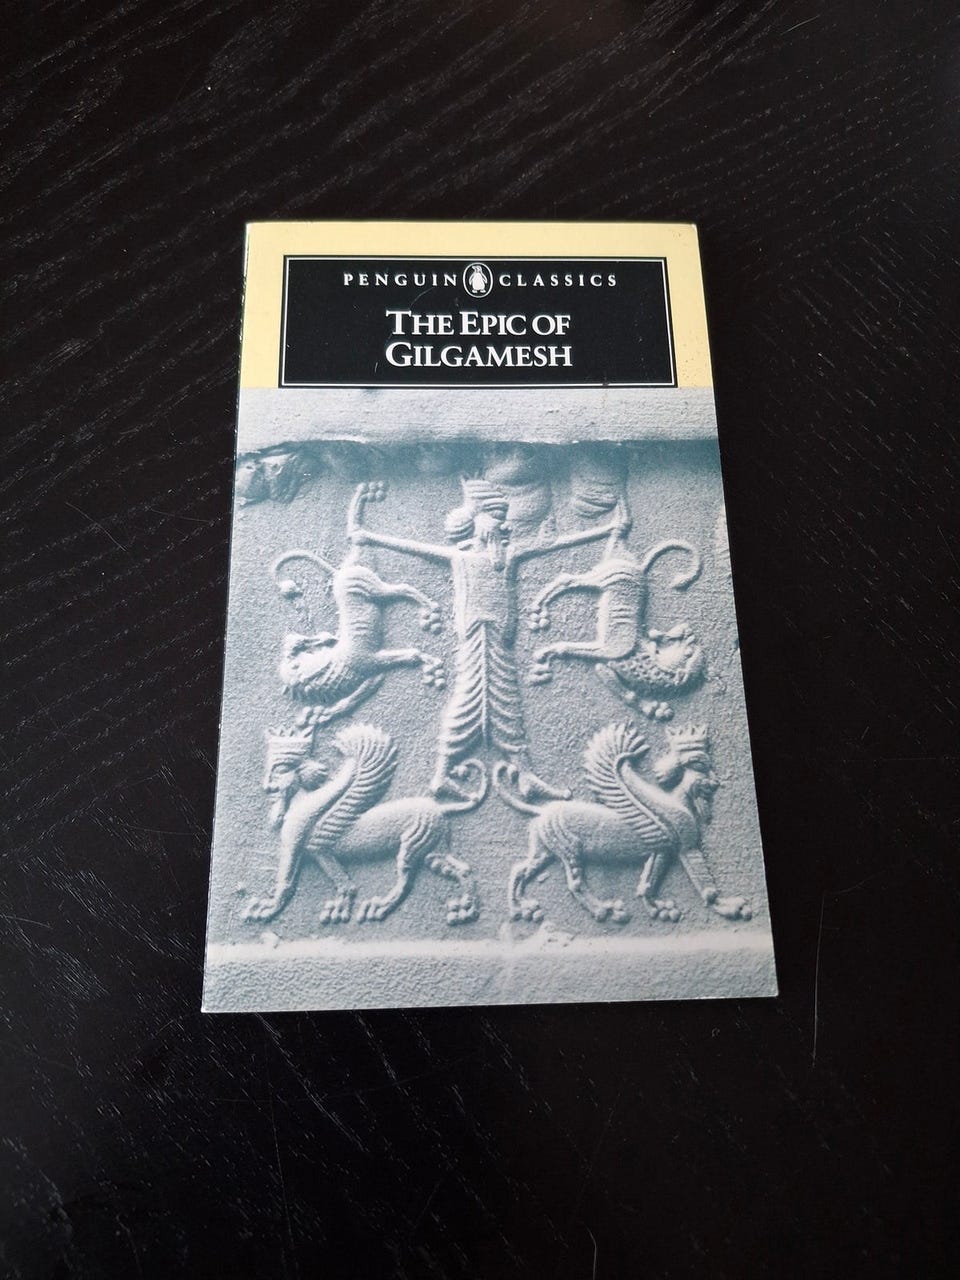 PENGUIN CLASSICS
THE EPIC OF
GILGAMESH